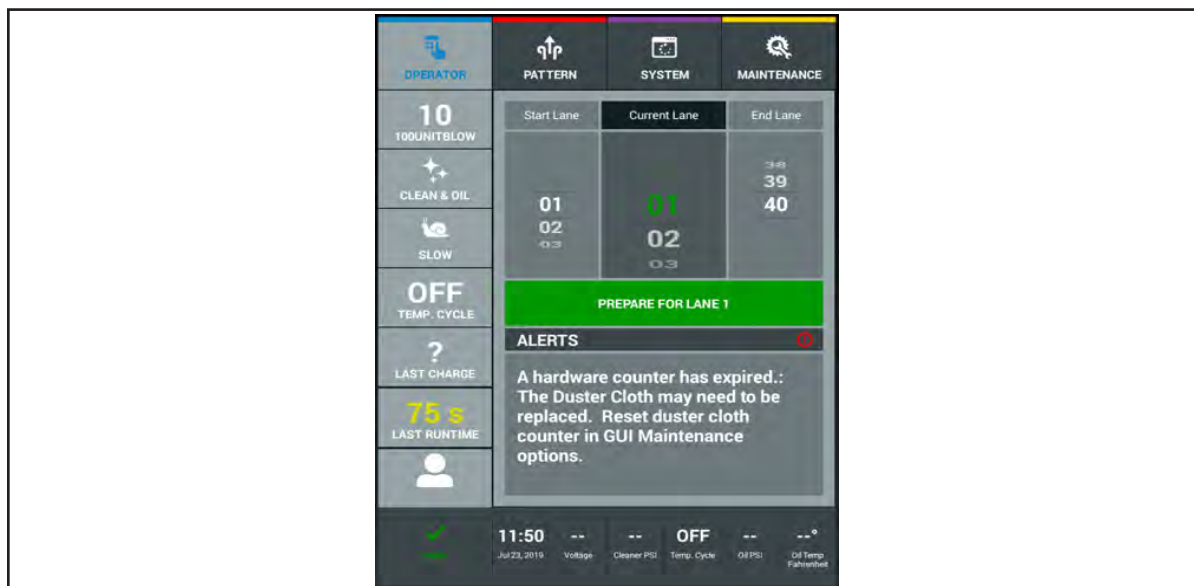 OPERATOR
PATTERN
SYSTEM
MAINTENANCE
10
100UNITBLOW
CLEAN & OIL
SLOW
OFF
TEMP. CYCLE
?
LAST CHARGE
75 s
LAST RUNTIME
Start Lane
Current Lane
End Lane
01
02
03
01
02
03
38
39
40
PREPARE FOR LANE 1
ALERTS
A hardware counter has expired.:
The Duster Cloth may need to be
replaced. Reset duster cloth
counter in GUI Maintenance
options.
11:50
Jul 23, 2019
--
Voltage
--
Cleaner PSI
OFF
Temp. Cycle
--
Oil PSI
--°
Oil Temp
Fahrenheit